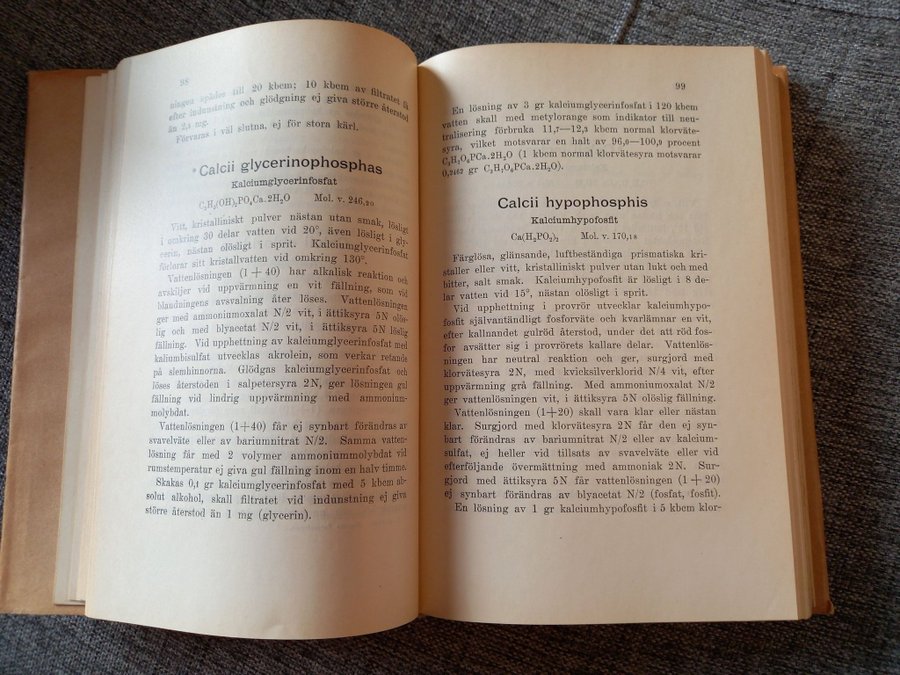 98
ningen spädes till 20 kbcm; 10 kbcm av filtratet få
efter indunstning och glödgning ej giva större återstod
än 2,5 mg.
Förvaras i väl slutna, ej för stora kärl.
*Calcii glycerinophosphas
Kalciumglycerinfosfat
C₃H₅(OH)₂PO₄Ca.2H₂O Mol. v. 246,20
Vitt, kristalliniskt pulver nästan utan smak, lösligt
i omkring 30 delar vatten vid 20°, även lösligt i gly-
cerin, nästan olösligt i sprit. Kalciumglycerinfosfat
förlorar sitt kristallvatten vid omkring 130°.
Vattenlösningen (1 + 40) har alkalisk reaktion och
avskiljer vid uppvärmning en vit fällning, som vid
blandningens avsvalning åter löses. Vattenlösningen
ger med ammoniumoxalat N/2 vit, i ättiksyra 5N olös-
lig och med blyacetat N/2 vit, i ättiksyra 5N löslig
fällning. Vid upphettning av kalciumglycerinfosfat med
kaliumbisulfat utvecklas akrolein, som verkar retande
på slemhinnorna. Glödgas kalciumglycerinfosfat och
löses återstoden i salpetersyra 2N, ger lösningen gul
fällning vid lindrig uppvärmning med ammonium-
molybdat.
Vattenlösningen (1+40) får ej synbart förändras av
svavelväte eller av bariumnitrat N/2. Samma vatten-
lösning får med 2 volymer ammoniummolybdat vid
rumstemperatur ej giva gul fällning inom en halv timme.
Skakas 0,1 gr kalciumglycerinfosfat med 5 kbcm ab-
solut alkohol, skall filtratet vid indunstning ej giva
större återstod än 1 mg (glycerin).
99
En lösning av 3 gr kalciumglycerinfosfat i 120 kbcm
vatten skall med metylorange som indikator till neu-
tralisering förbruka 11,7—12,3 kbcm normal klorväte-
syra, vilket motsvarar en halt av 96,0—100,9 procent
C₃H₇O₆PCa.2H₂O (1 kbcm normal klorvätesyra motsvarar
0,2462 gr C₃H₇O₆PCa.2H₂O).
Calcii hypophosphis
Kalciumhypofosfit
Ca(H₂PO₂)₂ Mol. v. 170,18
Färglösa, glänsande, luftbeständiga prismatiska kri-
staller eller vitt, kristalliniskt pulver utan lukt och med
bitter, salt smak. Kalciumhypofosfit är lösligt i 8 de-
lar vatten vid 15°, nästan olösligt i sprit.
Vid upphettning i provrör utvecklar kalciumhypo-
fosfit självantändligt fosforväte och kvarlämnar en vit,
efter kallnandet gulröd återstod, under det att röd fos-
for avsätter sig i provrörets kallare delar. Vattenlös-
ningen har neutral reaktion och ger, surgjord med
klorvätesyra 2N, med kvicksilverklorid N/4 vit, efter
uppvärmning grå fällning. Med ammoniumoxalat N/2
ger vattenlösningen vit, i ättiksyra 5N olöslig fällning.
Vattenlösningen (1+20) skall vara klar eller nästan
klar. Surgjord med klorvätesyra 2N får den ej syn-
bart förändras av bariumnitrat N/2 eller av kalcium-
sulfat, ej heller vid tillsats av svavelväte eller vid
efterföljande övermättning med ammoniak 2N. Sur-
gjord med ättiksyra 5N får vattenlösningen (1 + 20)
ej synbart förändras av blyacetat N/2 (fosfat, fosfit).
En lösning av 1 gr kalciumhypofosfit i 5 kbcm klor-